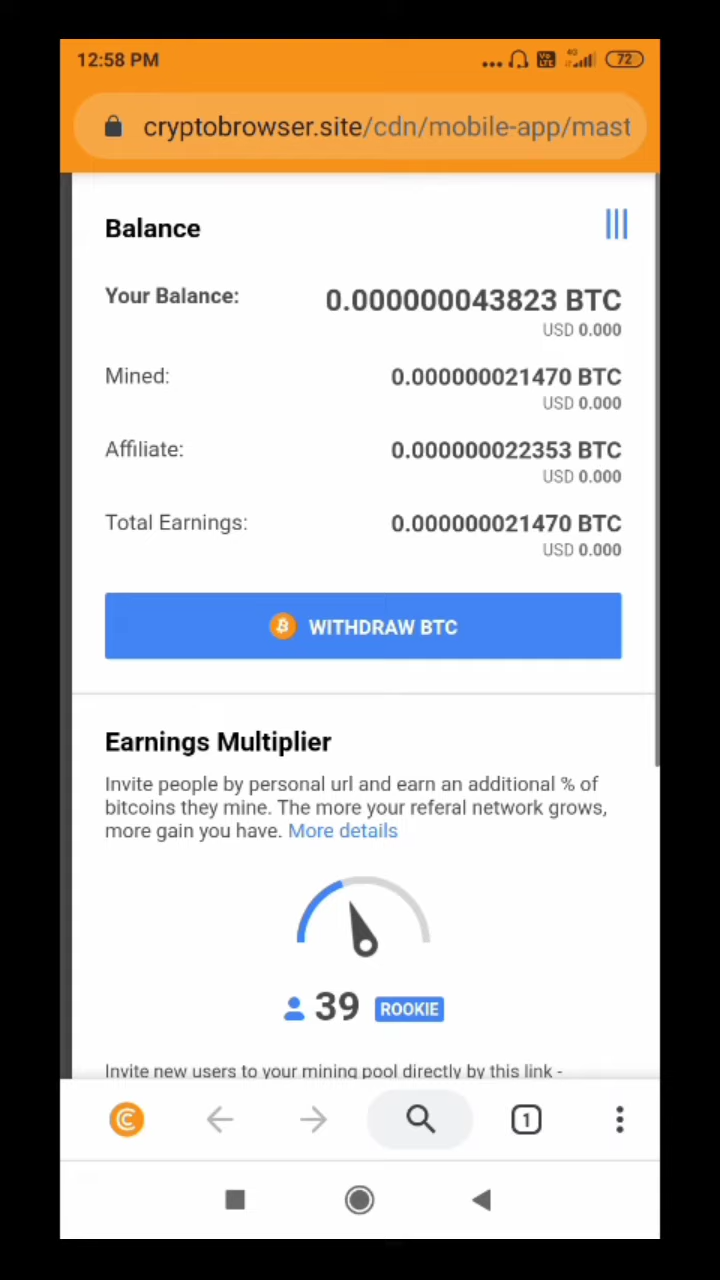 12:58 PM
4G
72
cryptobrowser.site/cdn/mobile-app/mast
Balance
Your Balance: 0.000000043823 BTC
USD 0.000
Mined: 0.000000021470 BTC
USD 0.000
Affiliate: 0.000000022353 BTC
USD 0.000
Total Earnings: 0.000000021470 BTC
USD 0.000
WITHDRAW BTC
Earnings Multiplier
Invite people by personal url and earn an additional % of
bitcoins they mine. The more your referal network grows,
more gain you have. More details
39 ROOKIE
Invite new users to your mining pool directly by this link -
1